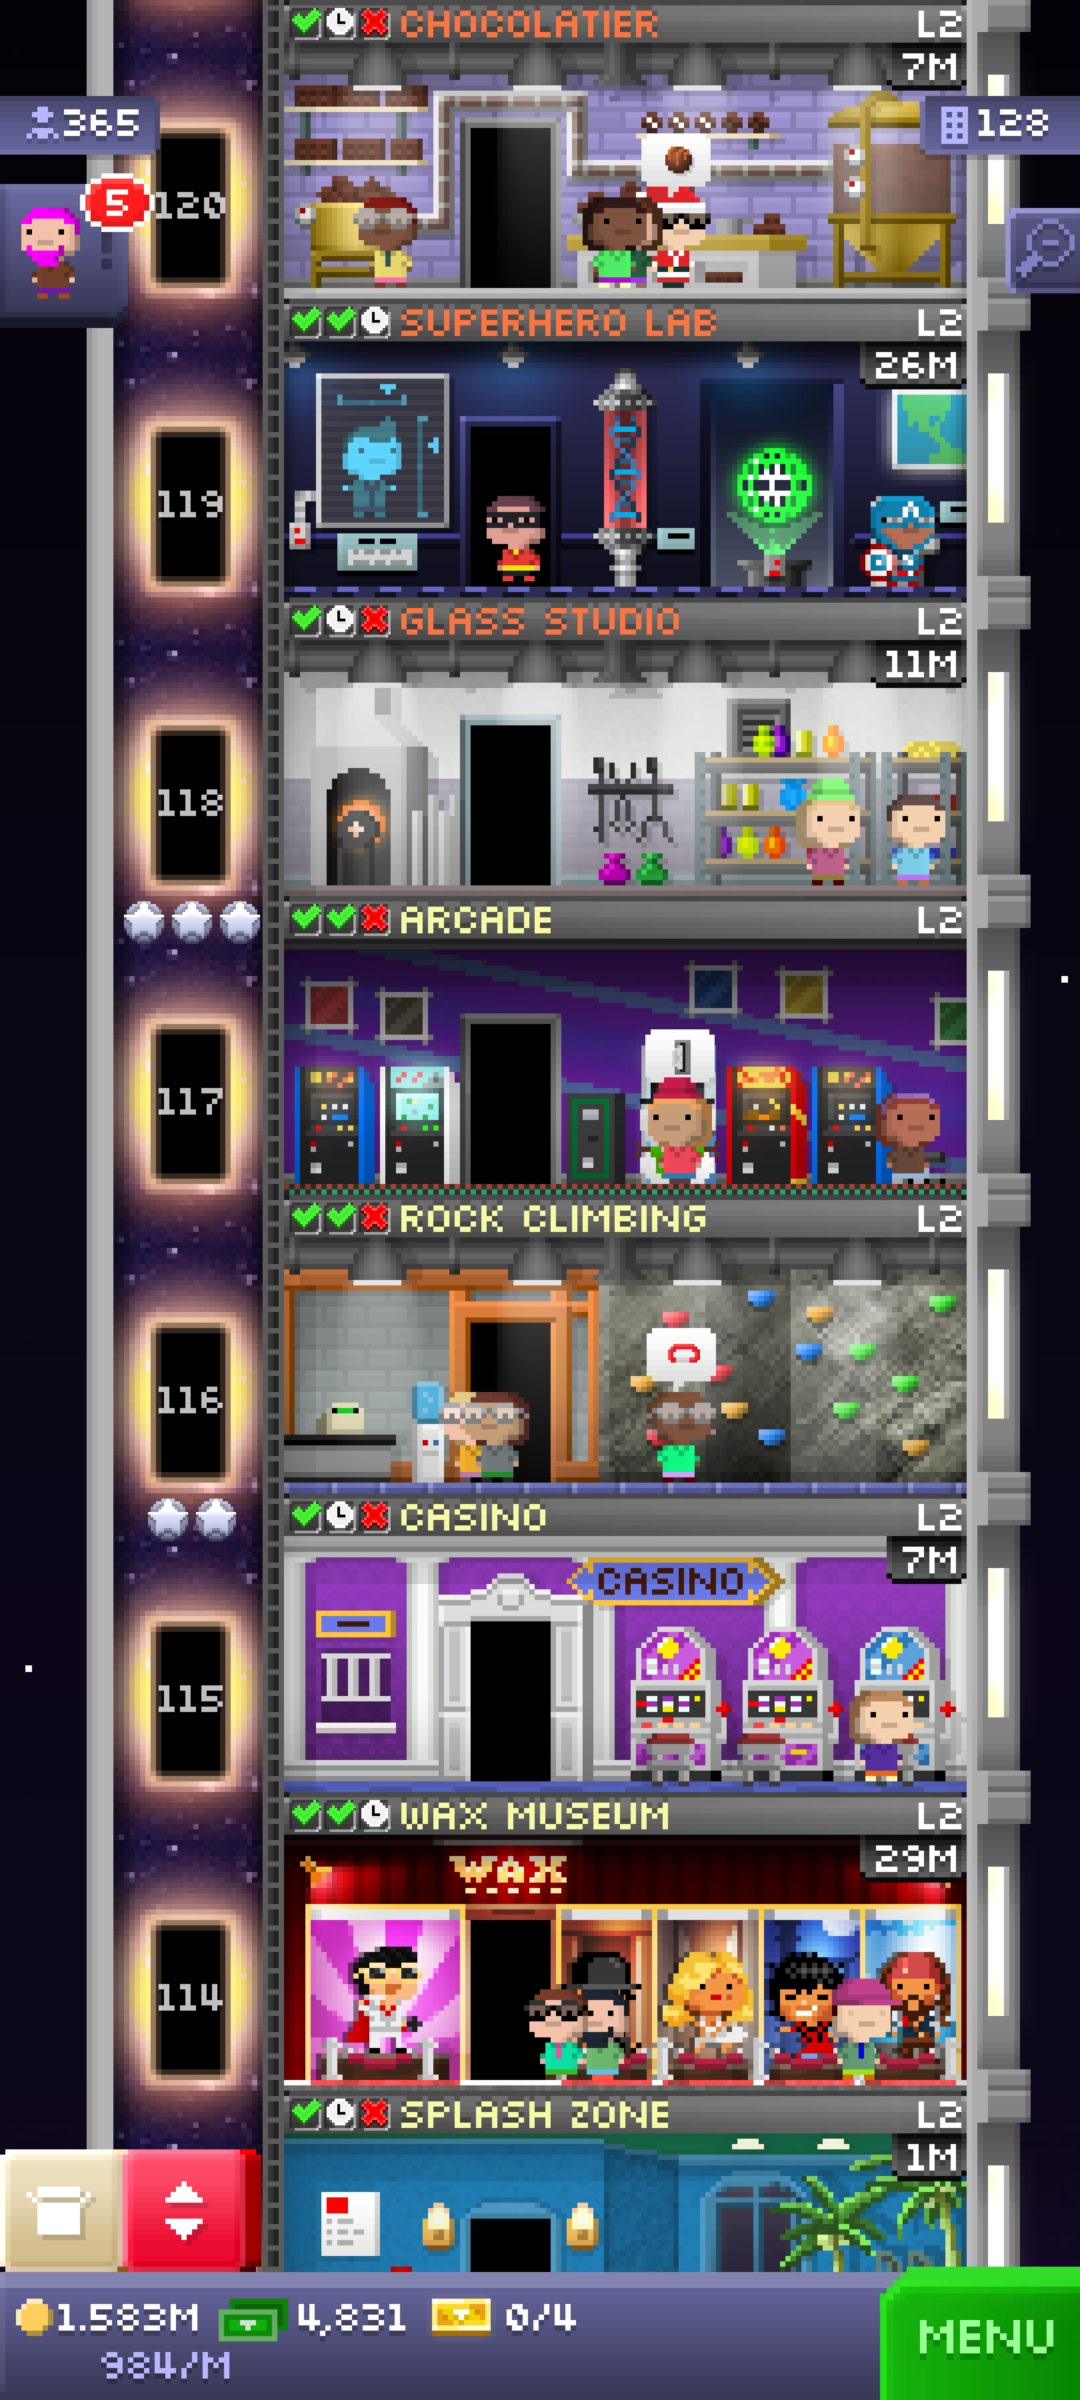 CHOCOLATIER L2
7M
365
128
5
120
SUPERHERO LAB L2
26M
119
GLASS STUDIO L2
11M
118
ARCADE L2
117
ROCK CLIMBING L2
116
CASINO L2
7M
CASINO
115
WAX MUSEUM L2
29M
WAX
114
SPLASH ZONE L2
1M
1.583M 4,831 0/4
984/M
MENU